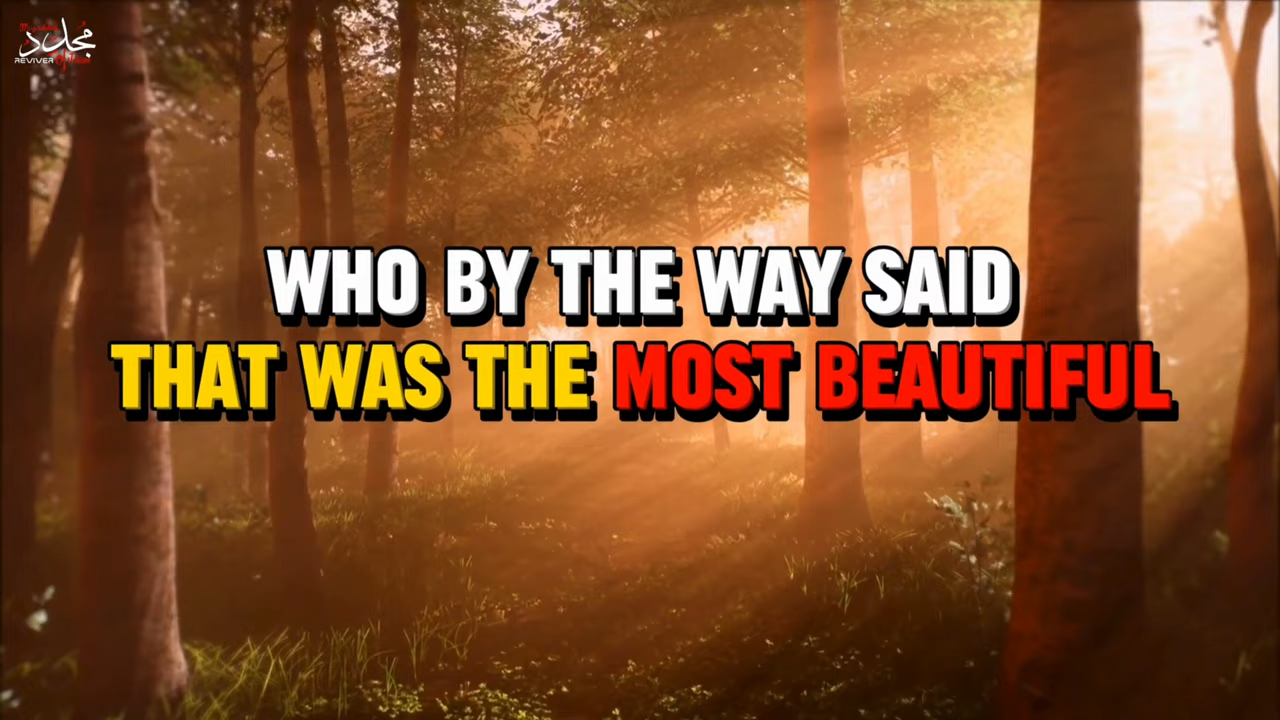 مجدد
REVIVER
WHO BY THE WAY SAID
THAT WAS THE MOST BEAUTIFUL